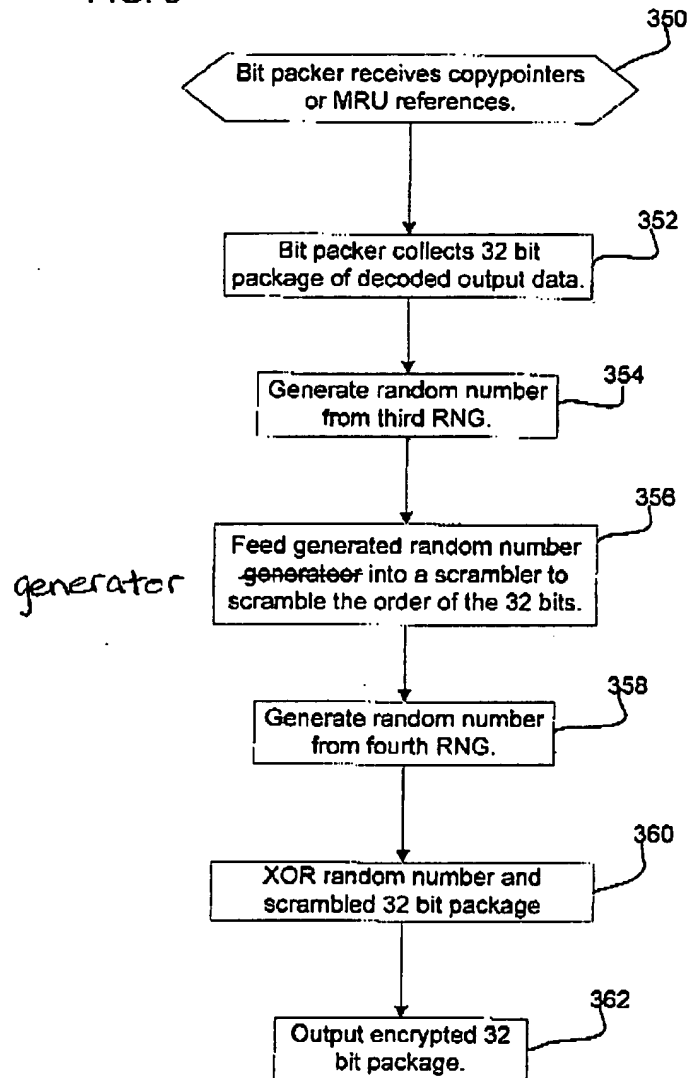 350
Bit packer receives copypointers
or MRU references.
352
Bit packer collects 32 bit
package of decoded output data.
354
Generate random number
from third RNG.
356
Feed generated random number
generateor into a scrambler to
generator
scramble the order of the 32 bits.
358
Generate random number
from fourth RNG.
360
XOR random number and
scrambled 32 bit package
362
Output encrypted 32
bit package.